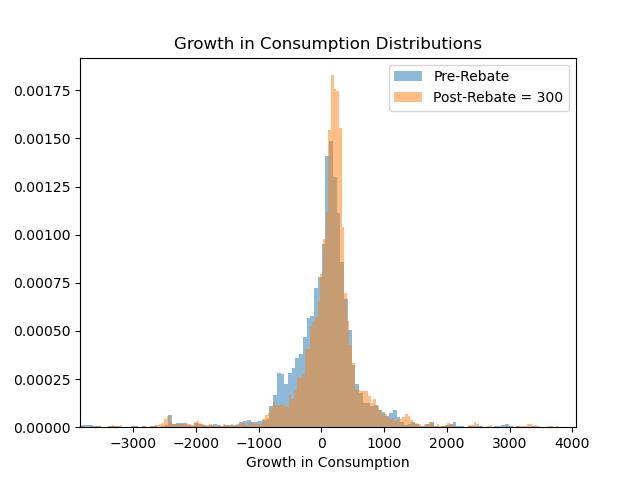 Growth in Consumption Distributions
Pre-Rebate
Post-Rebate = 300
0.00175
0.00150
0.00125
0.00100
0.00075
0.00050
0.00025
0.00000
−3000 −2000 −1000 0 1000 2000 3000 4000
Growth in Consumption